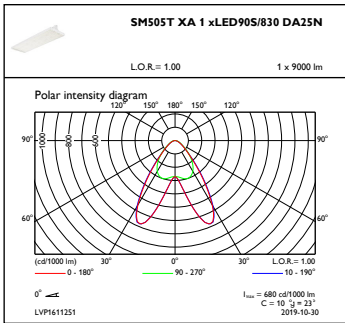 SM505T XA 1 xLED90S/830 DA25N
L.O.R.= 1.00 1 x 9000 lm
Polar intensity diagram
120° 150° 180° 150° 120°
90° -1000 -800 -600 90°
60° 60°
(cd/1000 lm) 30° 0° 30° L.O.R.= 1.00
0 - 180° 90 - 270° 10 - 190°
0°
Imax = 680 cd/1000 lm
C = 10 °g = 23°
LVP1611251 2019-10-30